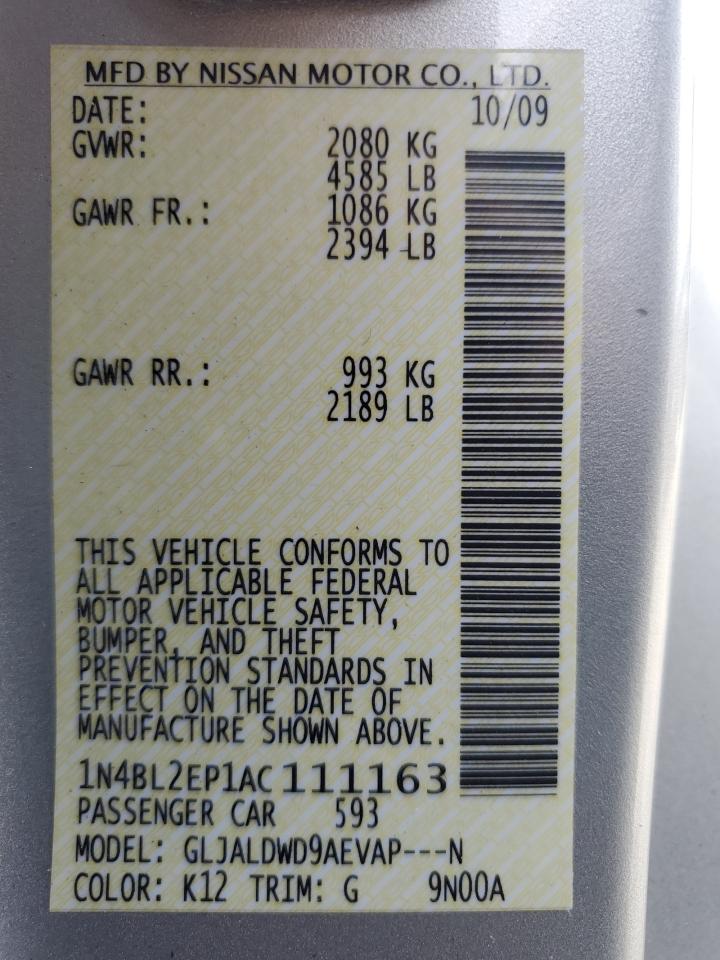 MFD BY NISSAN MOTOR CO., LTD.
DATE: 10/09
GVWR: 2080 KG
4585 LB
GAWR FR.: 1086 KG
2394 LB
GAWR RR.: 993 KG
2189 LB
THIS VEHICLE CONFORMS TO
ALL APPLICABLE FEDERAL
MOTOR VEHICLE SAFETY,
BUMPER, AND THEFT
PREVENTION STANDARDS IN
EFFECT ON THE DATE OF
MANUFACTURE SHOWN ABOVE.
1N4BL2EP1AC111163
PASSENGER CAR 593
MODEL: GLJALDWD9AEVAP---N
COLOR: K12 TRIM: G 9N00A